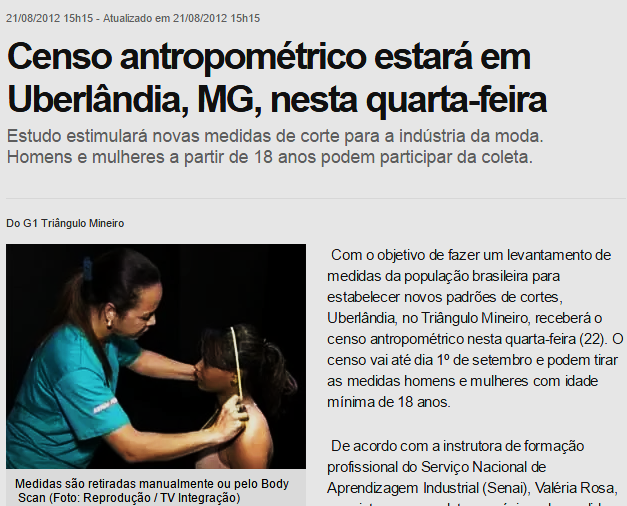 21/08/2012 15h15 - Atualizado em 21/08/2012 15h15
Censo antropométrico estará em
Uberlândia, MG, nesta quarta-feira
Estudo estimulará novas medidas de corte para a indústria da moda.
Homens e mulheres a partir de 18 anos podem participar da coleta.
Do G1 Triângulo Mineiro
Medidas são retiradas manualmente ou pelo Body
Scan (Foto: Reprodução / TV Integração)
Com o objetivo de fazer um levantamento de
medidas da população brasileira para
estabelecer novos padrões de cortes,
Uberlândia, no Triângulo Mineiro, receberá o
censo antropométrico nesta quarta-feira (22). O
censo vai até dia 1º de setembro e podem tirar
as medidas homens e mulheres com idade
mínima de 18 anos.
De acordo com a instrutora de formação
profissional do Serviço Nacional de
Aprendizagem Industrial (Senai), Valéria Rosa,